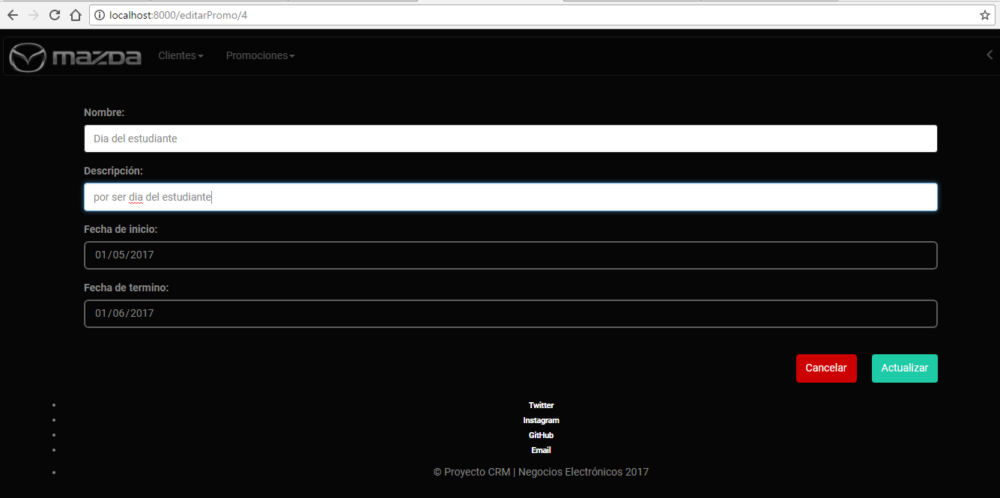 localhost:8000/editarPromo/4
mazda Clientes Promociones
Nombre:
Dia del estudiante
Descripción:
por ser dia del estudiante
Fecha de inicio:
01/05/2017
Fecha de termino:
01/06/2017
Cancelar Actualizar
Twitter
Instagram
GitHub
Email
© Proyecto CRM | Negocios Electrónicos 2017